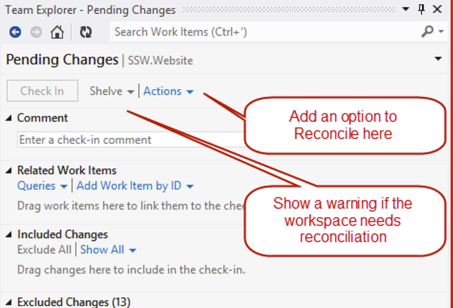 Team Explorer - Pending Changes
Search Work Items (Ctrl+')
Pending Changes | SSW.Website
Check In Shelve Actions
Add an option to
Reconcile here
Comment
Enter a check-in comment
Related Work Items
Queries Add Work Item by ID
Drag work items to link them to the
Show a warning if the
workspace needs
reconciliation
Included Changes
Exclude All Show All
Drag changes here to include in the check-in.
Excluded Changes (13)